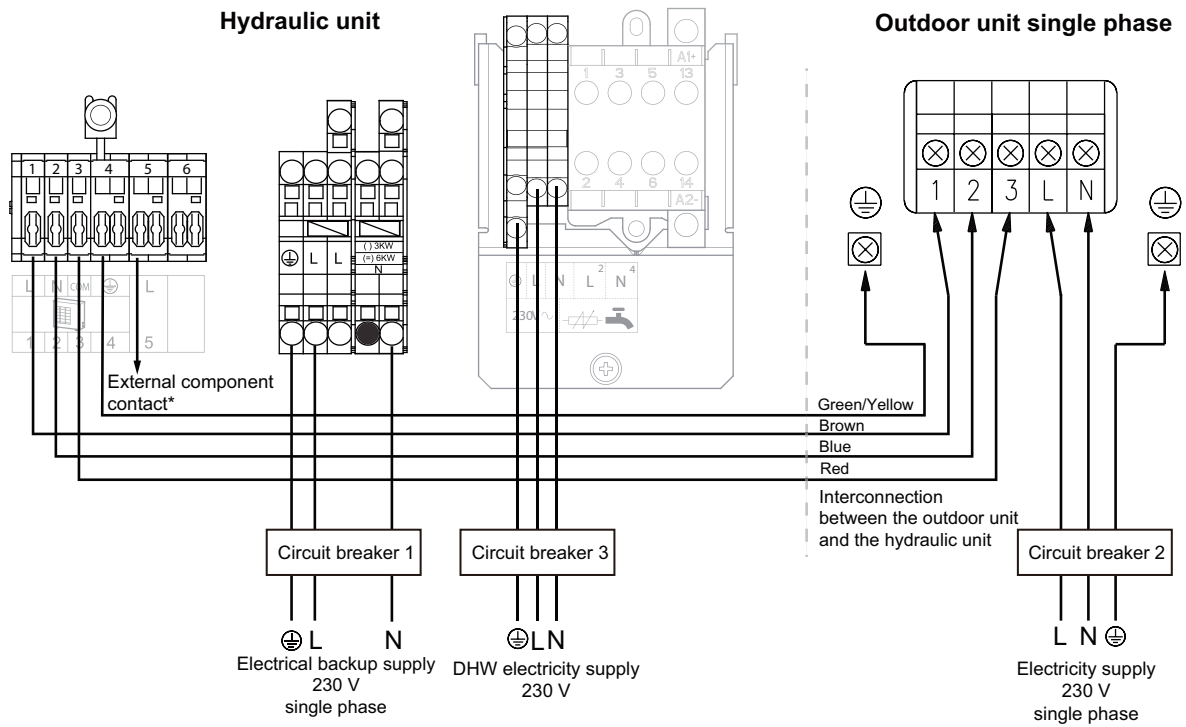 Hydraulic unit
Outdoor unit single phase
A1+
1 3 5 13
2 4 6 14
A2-
1 2 3 4 5 6
L N COM L
1 2 3 4 5
L L
( ) 3KW
(=) 6KW
N
L N L 2 N 4
230V ~
1 2 3 L N
External component
contact*
Green/Yellow
Brown
Blue
Red
Interconnection
between the outdoor unit
and the hydraulic unit
Circuit breaker 1
Circuit breaker 3
Circuit breaker 2
L N
Electrical backup supply
230 V
single phase
L N
DHW electricity supply
230 V
L N
Electricity supply
230 V
single phase